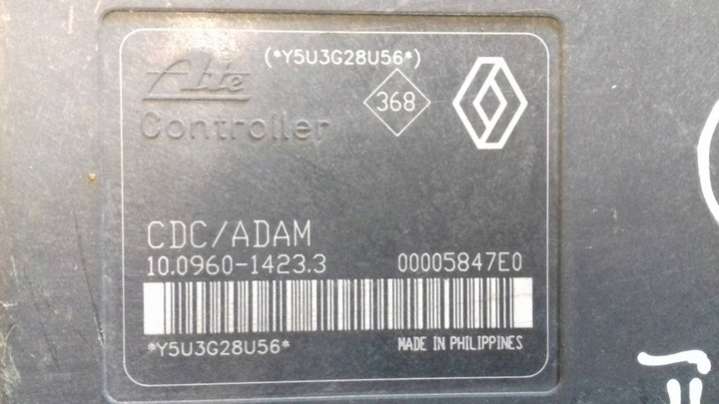 (*Y5U3G28U56*)
Ate
368
Controller
CDC/ADAM
10.0960-1423.3 00005847E0
*Y5U3G28U56* MADE IN PHILIPPINES